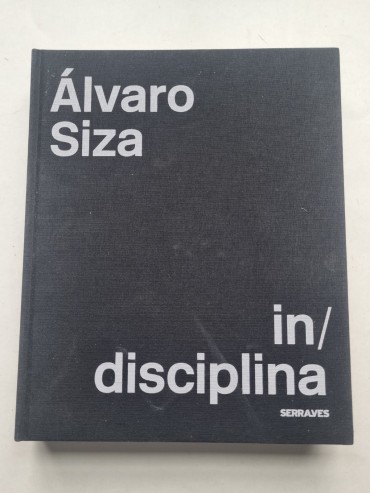 Álvaro
Siza
in/
disciplina
SERRALVES